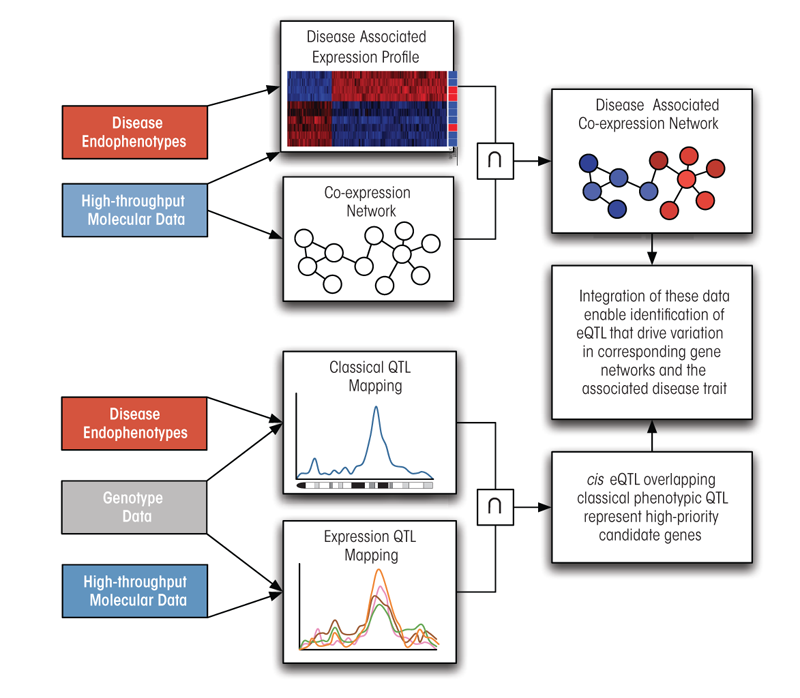 Disease Associated
Expression Profile
Disease
Endophenotypes
High-throughput
Molecular Data
Co-expression
Network
∩
Disease Associated
Co-expression Network
Integration of these data
enable identification of
eQTL that drive variation
in corresponding gene
networks and the
associated disease trait
Classical QTL
Mapping
Disease
Endophenotypes
Genotype
Data
High-throughput
Molecular Data
Expression QTL
Mapping
∩
cis eQTL overlapping
classical phenotypic QTL
represent high-priority
candidate genes